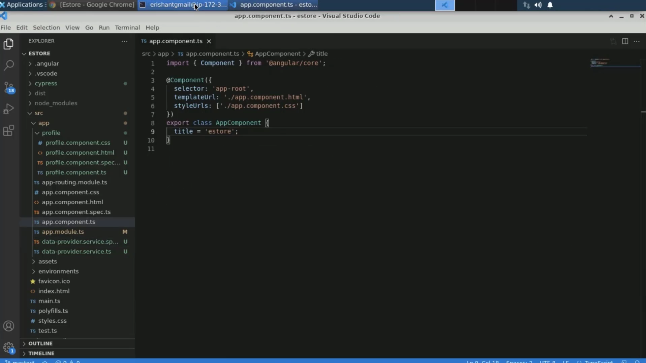 Applications
[Estore - Google Chrome]
erishantgmail@ip-172-3...
app.component.ts - esto...
app.component.ts - estore - Visual Studio Code
File Edit Selection View Go Run Terminal Help
EXPLORER
ESTORE
.angular
.vscode
cypress
dist
node_modules
src
app
profile
profile.component.css U
profile.component.html U
profile.component.spec... U
profile.component.ts U
app-routing.module.ts
app.component.css
app.component.html
app.component.spec.ts
app.component.ts
app.module.ts M
data-provider.service.sp... U
data-provider.service.ts U
assets
environments
favicon.ico
index.html
main.ts
polyfills.ts
styles.css
test.ts
OUTLINE
TIMELINE
TS app.component.ts
src > app > TS app.component.ts > AppComponent > title
1 import { Component } from '@angular/core';
2
3 @Component({
4 selector: 'app-root',
5 templateUrl: './app.component.html',
6 styleUrls: ['./app.component.css']
7 })
8 export class AppComponent {
9 title = 'estore';
10 }
11